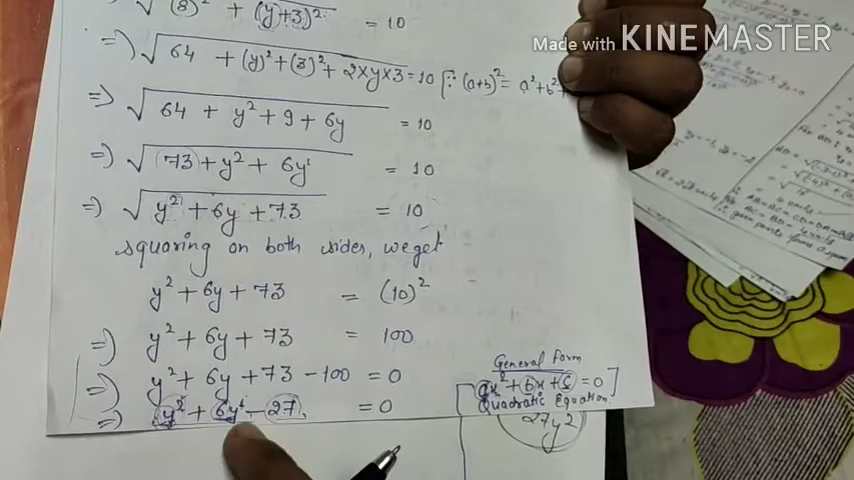 √(8)² + (y+3)² = 10
Made with KINEMASTER
=) √64 + (y)² + (3)² + 2×y×3 = 10 [∵ (a+b)² = a² + b²
=) √64 + y² + 9 + 6y = 10
=) √73 + y² + 6y = 10
=) √y² + 6y + 73 = 10
squaring on both sides, we get
y² + 6y + 73 = (10)²
=) y² + 6y + 73 = 100
=) y² + 6y + 73 - 100 = 0
=) y² + 6y - 27 = 0
General form
[ax² + bx + c = 0]
Quadratic Equation.
27y²